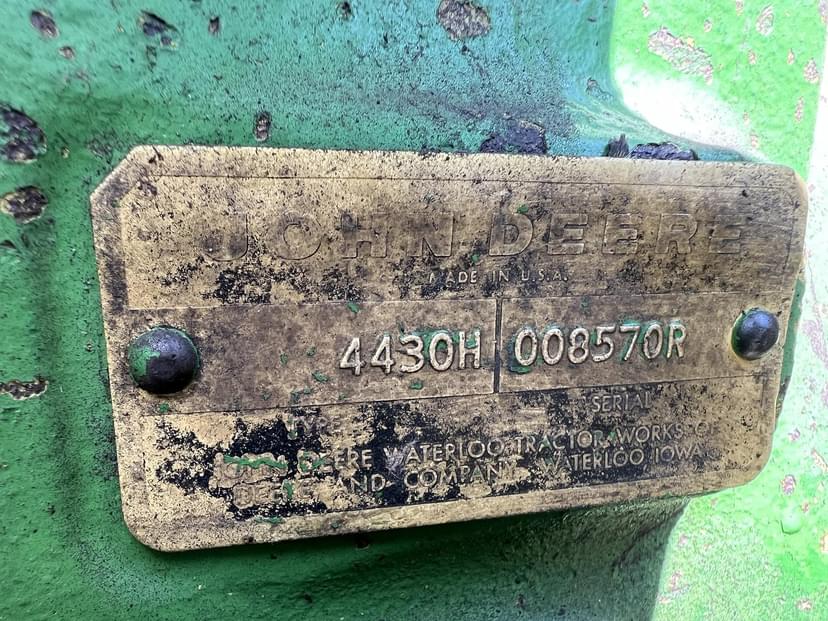 JOHN DEERE
MADE IN U.S.A.
4430H 008570R
TYPE SERIAL
JOHN DEERE WATERLOO TRACTOR WORKS OF
DEERE AND COMPANY, WATERLOO, IOWA